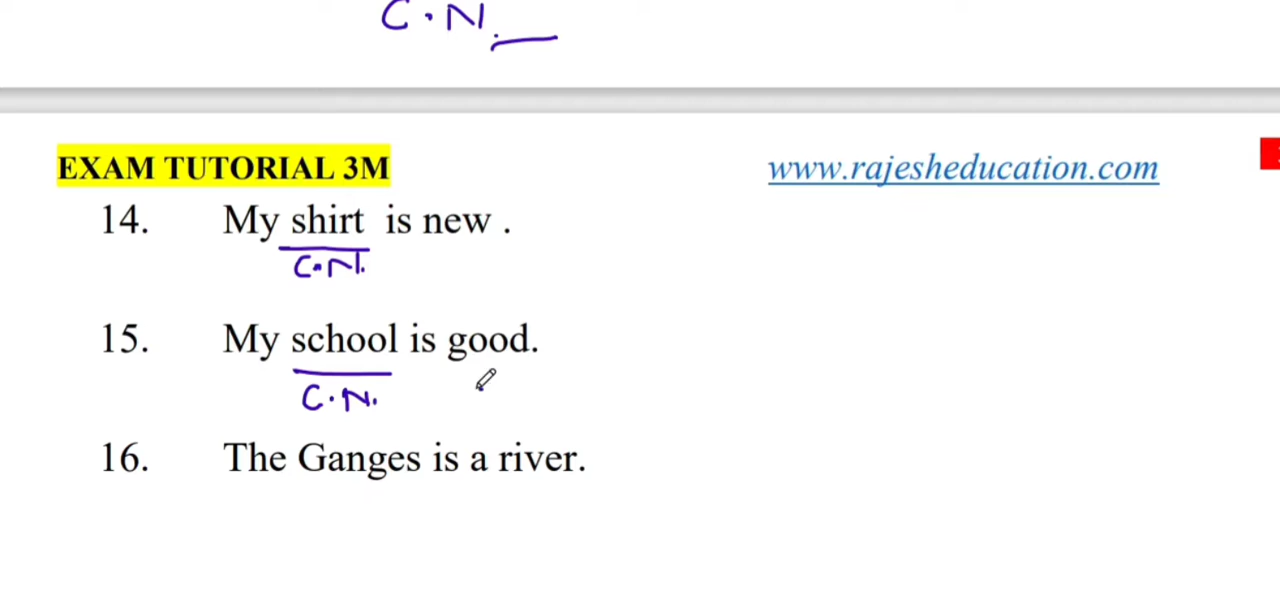 C.N.
EXAM TUTORIAL 3M www.rajesheducation.com
14. My shirt is new .
C.N.
15. My school is good.
C.N.
16. The Ganges is a river.